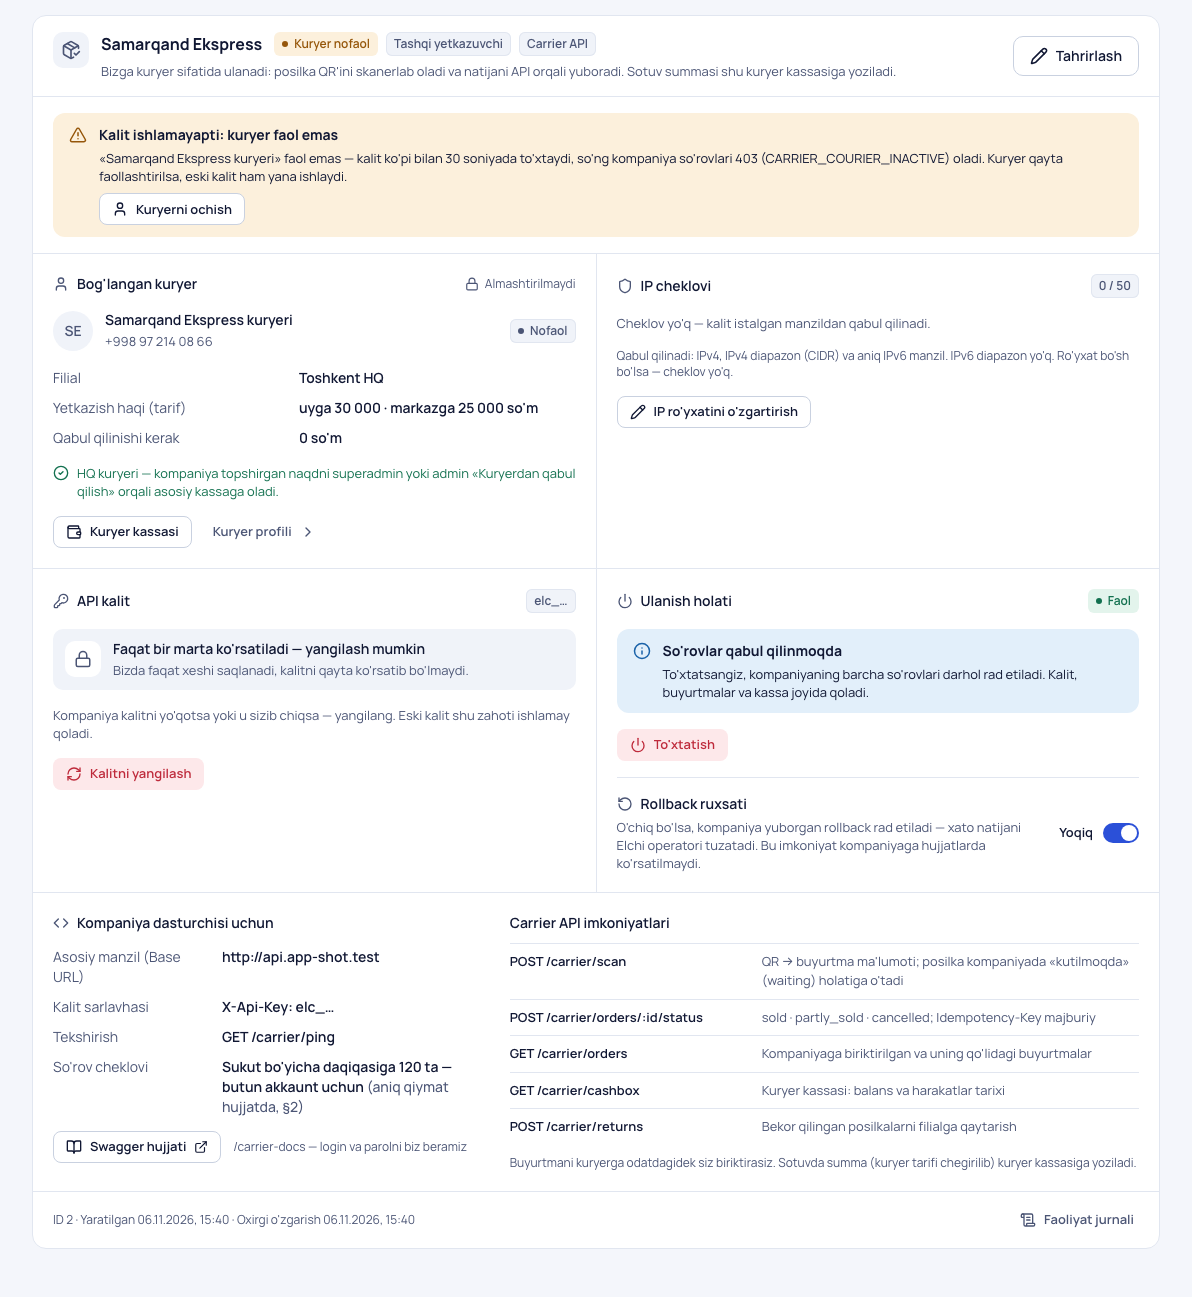 Samarqand Ekspress
Kuryer nofaol
Tashqi yetkazuvchi
Carrier API
Bizga kuryer sifatida ulanadi: posilka QR'ini skanerlab oladi va natijani API orqali yuboradi. Sotuv summasi shu kuryer kassasiga yoziladi.
Tahrirlash
Kalit ishlamayapti: kuryer faol emas
«Samarqand Ekspress kuryeri» faol emas — kalit ko'pi bilan 30 soniyada to'xtaydi, so'ng kompaniya so'rovlari 403 (CARRIER_COURIER_INACTIVE) oladi. Kuryer qayta
faollashtirilsa, eski kalit ham yana ishlaydi.
Kuryerni ochish
Bog'langan kuryer
Almashtirilmaydi
SE
Samarqand Ekspress kuryeri
+998 97 214 08 66
Nofaol
Filial
Toshkent HQ
Yetkazish haqi (tarif)
uyga 30 000 · markazga 25 000 so'm
Qabul qilinishi kerak
0 so'm
HQ kuryeri — kompaniya topshirgan naqdni superadmin yoki admin «Kuryerdan qabul
qilish» orqali asosiy kassaga oladi.
Kuryer kassasi
Kuryer profili
IP cheklovi
0 / 50
Cheklov yo'q — kalit istalgan manzildan qabul qilinadi.
Qabul qilinadi: IPv4, IPv4 diapazon (CIDR) va aniq IPv6 manzil. IPv6 diapazon yo'q. Ro'yxat bo'sh
bo'lsa — cheklov yo'q.
IP ro'yxatini o'zgartirish
API kalit
elc_…
Faqat bir marta ko'rsatiladi — yangilash mumkin
Bizda faqat xeshi saqlanadi, kalitni qayta ko'rsatib bo'lmaydi.
Kompaniya kalitni yo'qotsa yoki u sizib chiqsa — yangilang. Eski kalit shu zahoti ishlamay
qoladi.
Kalitni yangilash
Ulanish holati
Faol
So'rovlar qabul qilinmoqda
To'xtatsangiz, kompaniyaning barcha so'rovlari darhol rad etiladi. Kalit,
buyurtmalar va kassa joyida qoladi.
To'xtatish
Rollback ruxsati
O'chiq bo'lsa, kompaniya yuborgan rollback rad etiladi — xato natijani
Elchi operatori tuzatadi. Bu imkoniyat kompaniyaga hujjatlarda
ko'rsatilmaydi.
Yoqiq
Kompaniya dasturchisi uchun
Asosiy manzil (Base
URL)
http://api.app-shot.test
Kalit sarlavhasi
X-Api-Key: elc_…
Tekshirish
GET /carrier/ping
So'rov cheklovi
Sukut bo'yicha daqiqasiga 120 ta —
butun akkaunt uchun (aniq qiymat
hujjatda, §2)
Swagger hujjati
/carrier-docs — login va parolni biz beramiz
Carrier API imkoniyatlari
POST /carrier/scan
QR → buyurtma ma'lumoti; posilka kompaniyada «kutilmoqda»
(waiting) holatiga o'tadi
POST /carrier/orders/:id/status
sold · partly_sold · cancelled; Idempotency-Key majburiy
GET /carrier/orders
Kompaniyaga biriktirilgan va uning qo'lidagi buyurtmalar
GET /carrier/cashbox
Kuryer kassasi: balans va harakatlar tarixi
POST /carrier/returns
Bekor qilingan posilkalarni filialga qaytarish
Buyurtmani kuryerga odatdagidek siz biriktirasiz. Sotuvda summa (kuryer tarifi chegirilib) kuryer kassasiga yoziladi.
ID 2 · Yaratilgan 06.11.2026, 15:40 · Oxirgi o'zgarish 06.11.2026, 15:40
Faoliyat jurnali